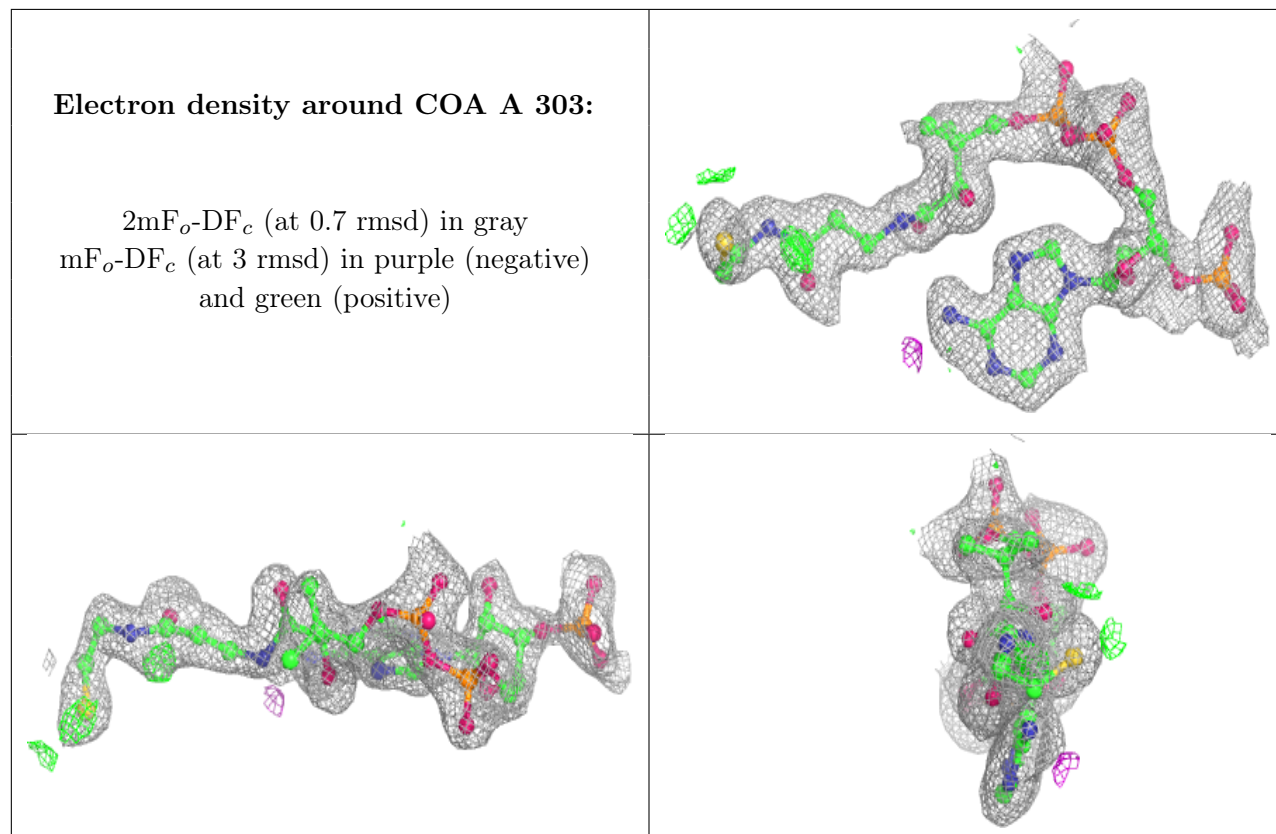 Electron density around COA A 303:
2mFₒ-DF𝑐 (at 0.7 rmsd) in gray
mFₒ-DF𝑐 (at 3 rmsd) in purple (negative)
and green (positive)